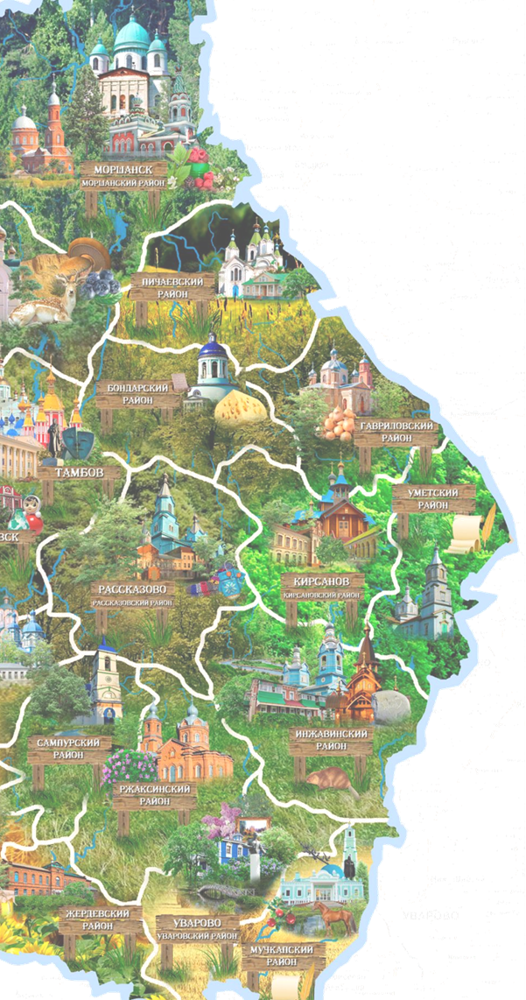 МОРШАНСК
МОРШАНСКИЙ РАЙОН
ПИЧАЕВСКИЙ
РАЙОН
БОНДАРСКИЙ
РАЙОН
ГАВРИЛОВСКИЙ
РАЙОН
ТАМБОВ
УМЕТСКИЙ
РАЙОН
ВСК
КИРСАНОВ
КИРСАНОВСКИЙ РАЙОН
РАССКАЗОВО
РАССКАЗОВСКИЙ РАЙОН
ИНЖАВИНСКИЙ
РАЙОН
САМПУРСКИЙ
РАЙОН
РЖАКСИНСКИЙ
РАЙОН
ЖЕРДЕВСКИЙ
РАЙОН
УВАРОВО
УВАРОВСКИЙ РАЙОН
МУЧКАПСКИЙ
РАЙОН